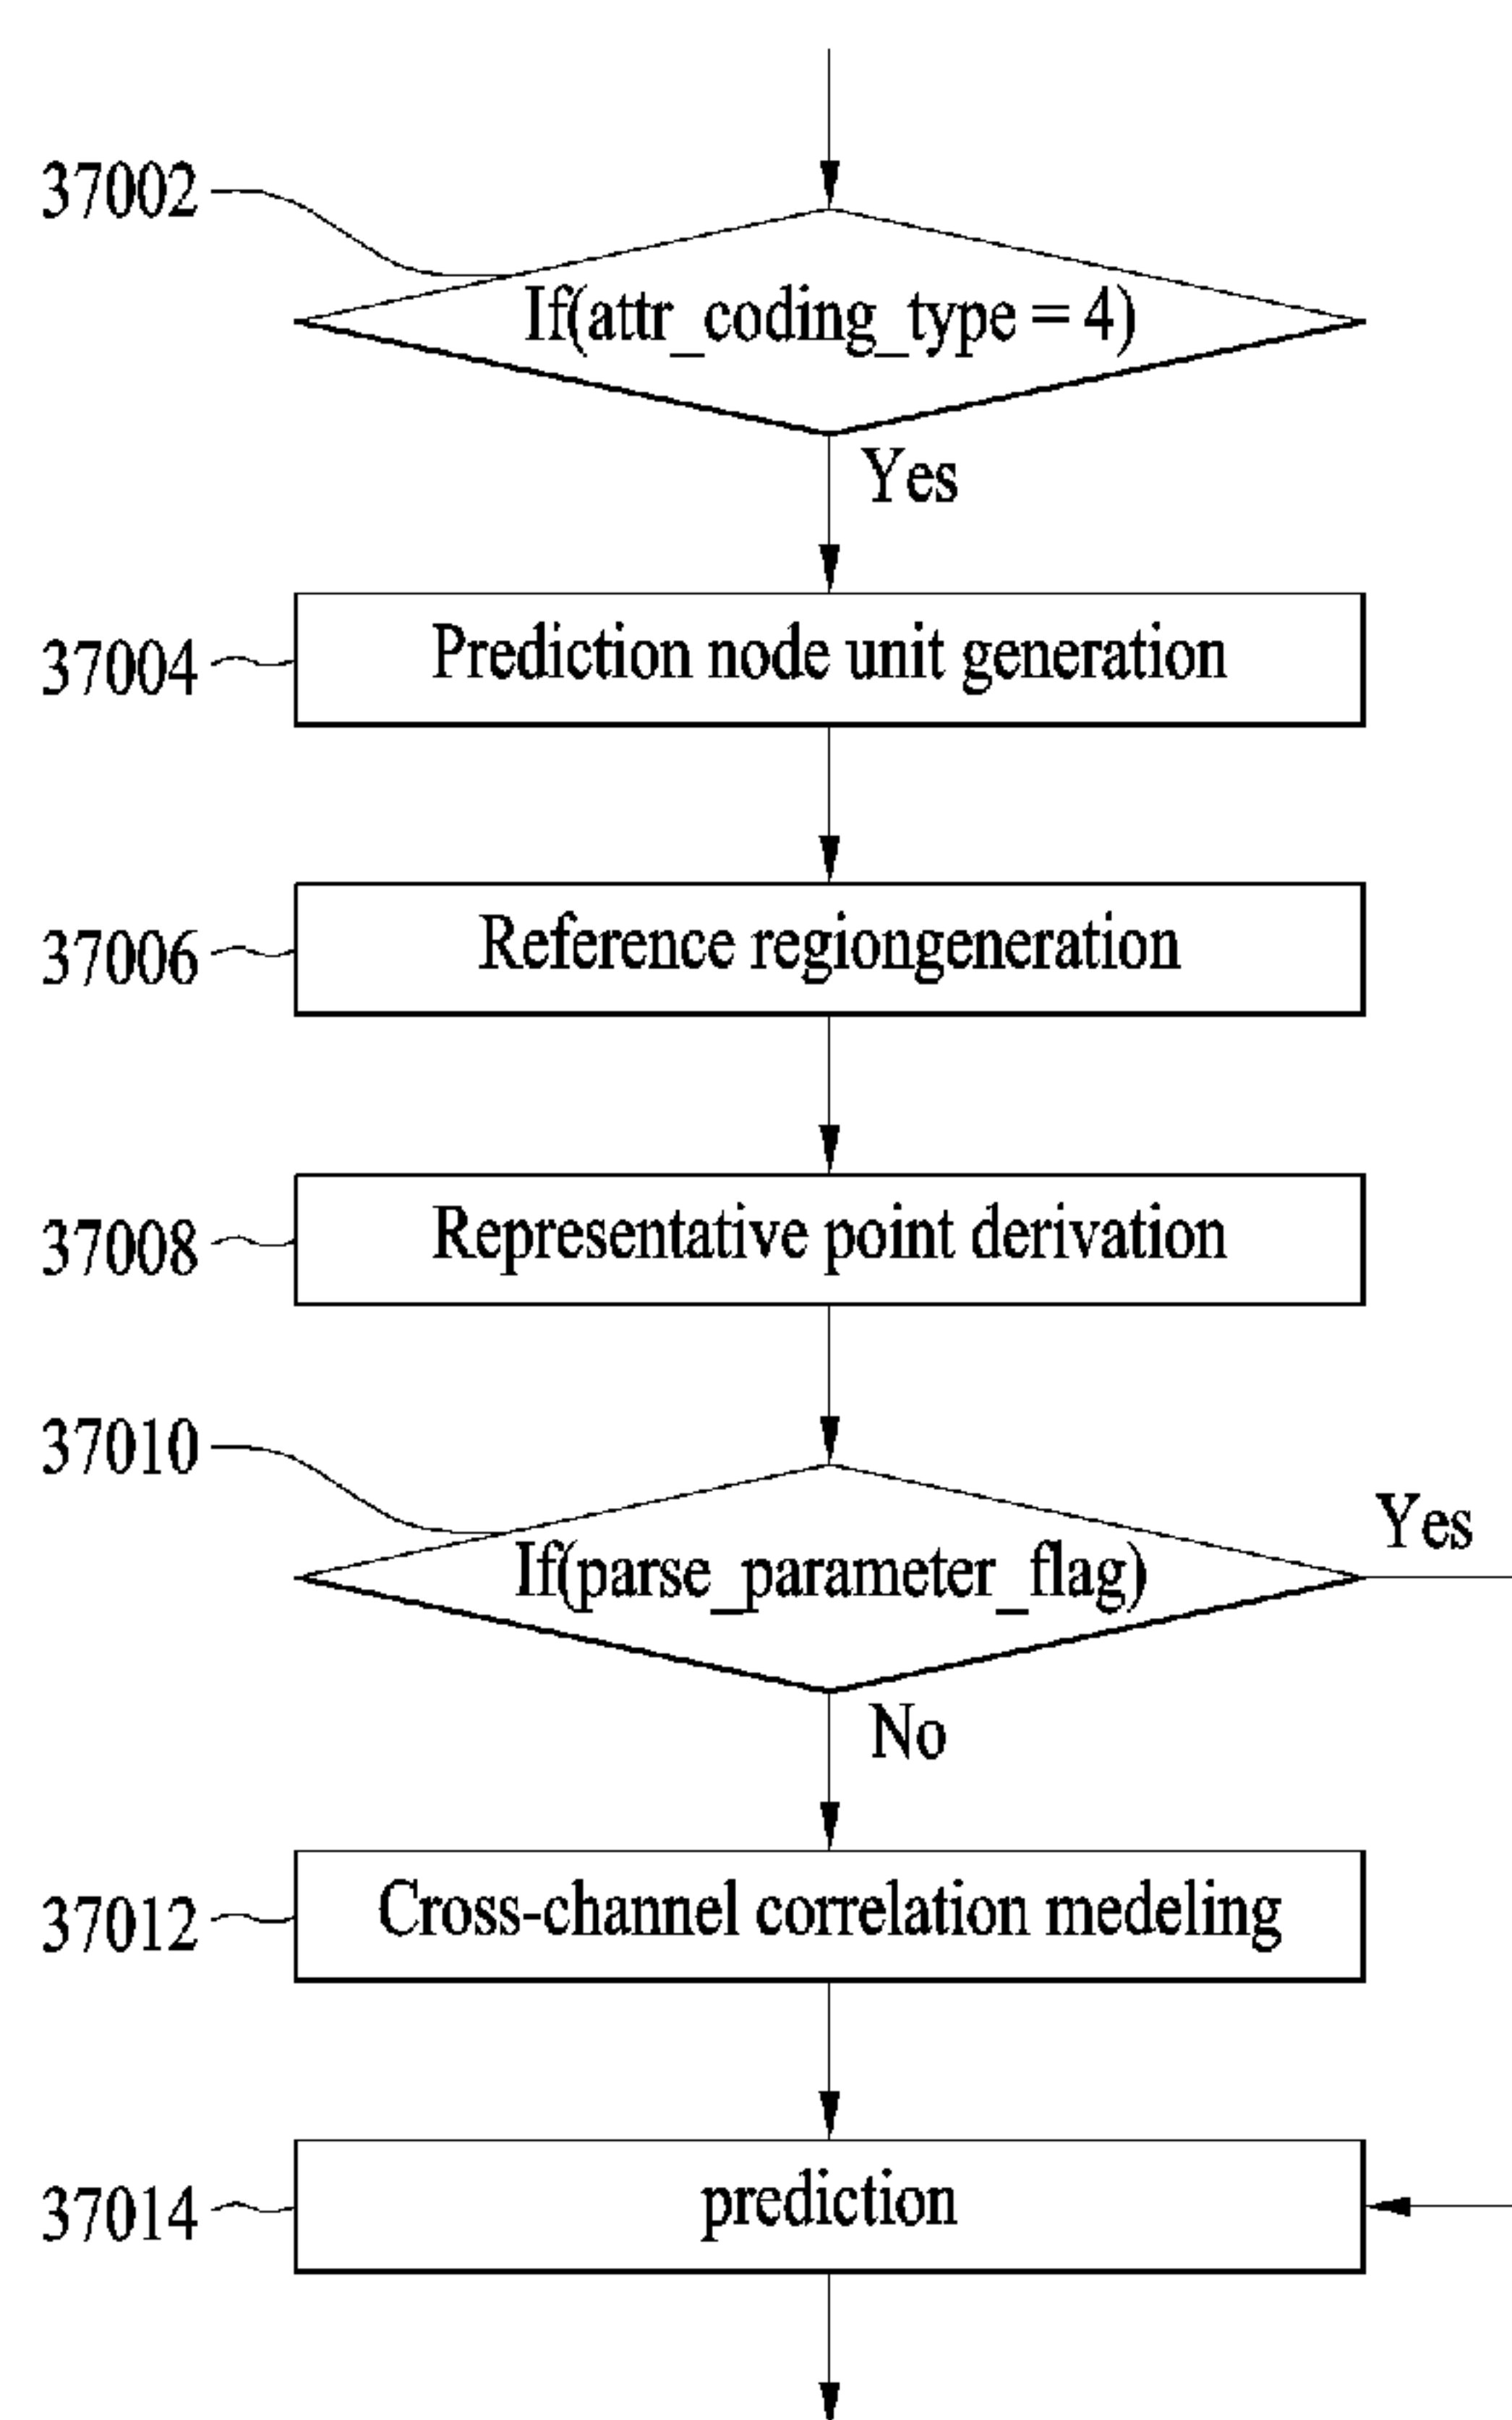 37002
If(attr_coding_type = 4)
Yes
37004
Prediction node unit generation
37006
Reference regiongeneration
37008
Representative point derivation
37010
If(parse_parameter_flag)
Yes
No
37012
Cross-channel correlation medeling
37014
prediction